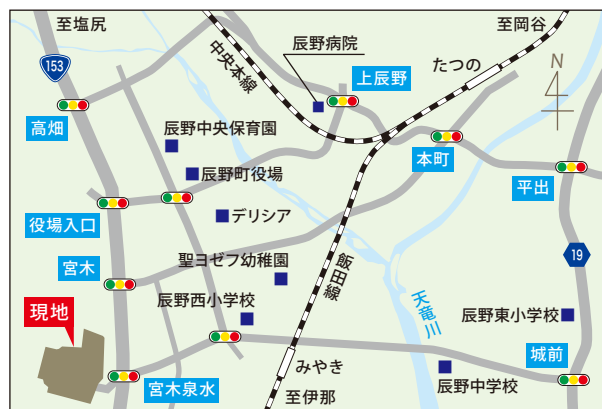 至塩尻
至岡谷
153
中央本線
辰野病院
たつの
N
上辰野
高畑
辰野中央保育園
本町
辰野町役場
平出
役場入口
デリシア
19
宮木
聖ヨゼフ幼稚園
飯田線
天竜川
現地
辰野西小学校
辰野東小学校
みやき
城前
宮木泉水
辰野中学校
至伊那